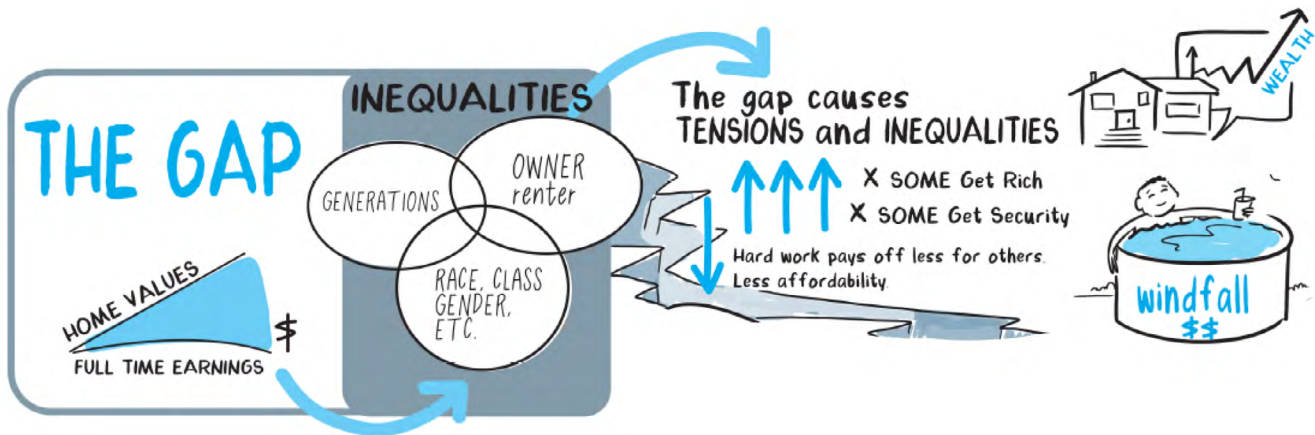 THE GAP
HOME VALUES
$
FULL TIME EARNINGS
INEQUALITIES
GENERATIONS
OWNER
renter
RACE, CLASS
GENDER,
ETC.
The gap causes
TENSIONS and INEQUALITIES
X SOME Get Rich
X SOME Get Security
Hard work pays off less for others.
Less affordability.
WEALTH
windfall
$$